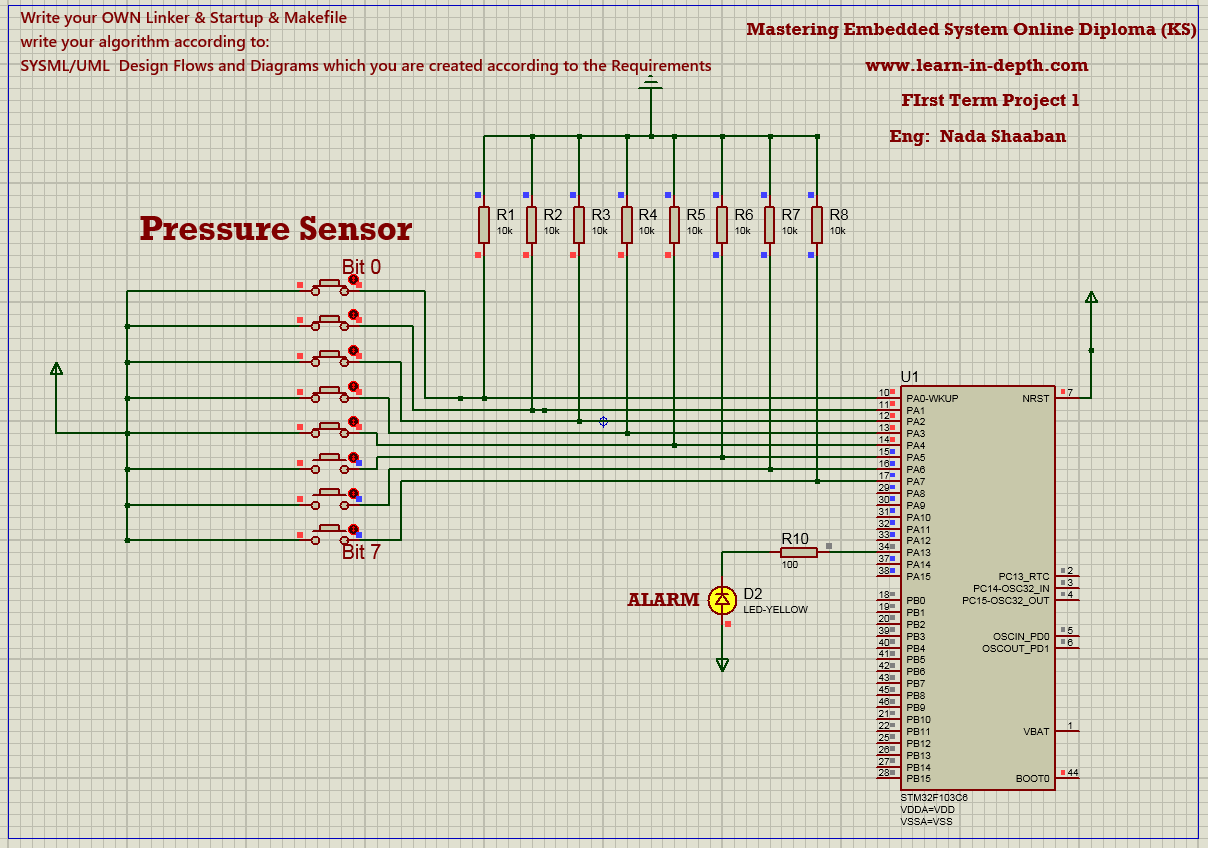 Write your OWN Linker & Startup & Makefile
write your algorithm according to:
SYSML/UML Design Flows and Diagrams which you are created according to the Requirements
Mastering Embedded System Online Diploma (KS)
www.learn-in-depth.com
FIrst Term Project 1
Eng: Nada Shaaban
Pressure Sensor
Bit 0
Bit 7
R1
10k
R2
10k
R3
10k
R4
10k
R5
10k
R6
10k
R7
10k
R8
10k
R10
100
ALARM
D2
LED-YELLOW
U1
10 PA0-WKUP
11 PA1
12 PA2
13 PA3
14 PA4
15 PA5
16 PA6
17 PA7
29 PA8
30 PA9
31 PA10
32 PA11
33 PA12
34 PA13
37 PA14
38 PA15
18 PB0
19 PB1
20 PB2
39 PB3
40 PB4
41 PB5
42 PB6
43 PB7
45 PB8
46 PB9
21 PB10
22 PB11
25 PB12
26 PB13
27 PB14
28 PB15
NRST 7
PC13_RTC 2
PC14-OSC32_IN 3
PC15-OSC32_OUT 4
OSCIN_PD0 5
OSCOUT_PD1 6
VBAT 1
BOOT0 44
STM32F103C6
VDDA=VDD
VSSA=VSS